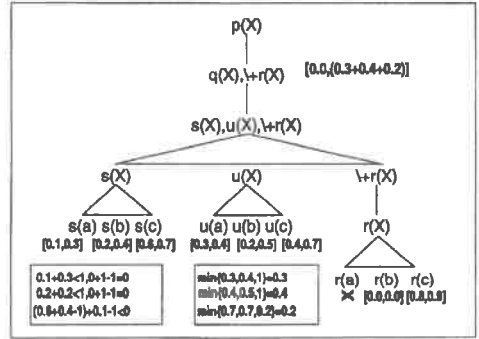 p(X)
q(X),\+r(X) [0.0,(0.3+0.4+0.2)]
s(X),u(X),\+r(X)
s(X) u(X) \+r(X)
s(a) s(b) s(c) u(a) u(b) u(c) r(X)
[0.1,0.3] [0.2,0.4] [0.6,0.7] [0.3,0.4] [0.2,0.5] [0.4,0.7]
r(a) r(b) r(c)
[0.0,0.0] [0.8,0.9]
0.1+0.3<1,0+1-1=0
0.2+0.2<1,0+1-1=0
(0.6+0.4-1)+0.1-1<0
min{0.3,0.4,1}=0.3
min{0.4,0.5,1}=0.4
min{0.7,0.7,0.2}=0.2